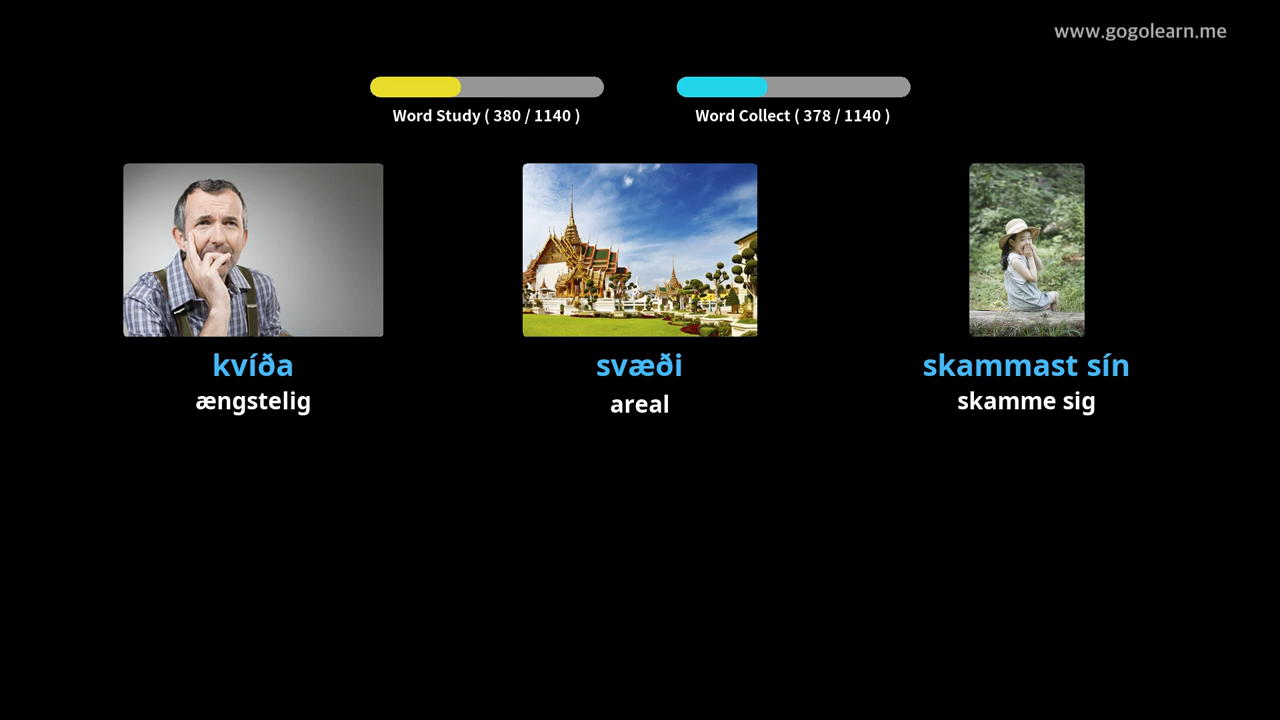 www.gogolearn.me
Word Study ( 380 / 1140 )
Word Collect ( 378 / 1140 )
kvíða
ængstelig
svæði
areal
skammast sín
skamme sig